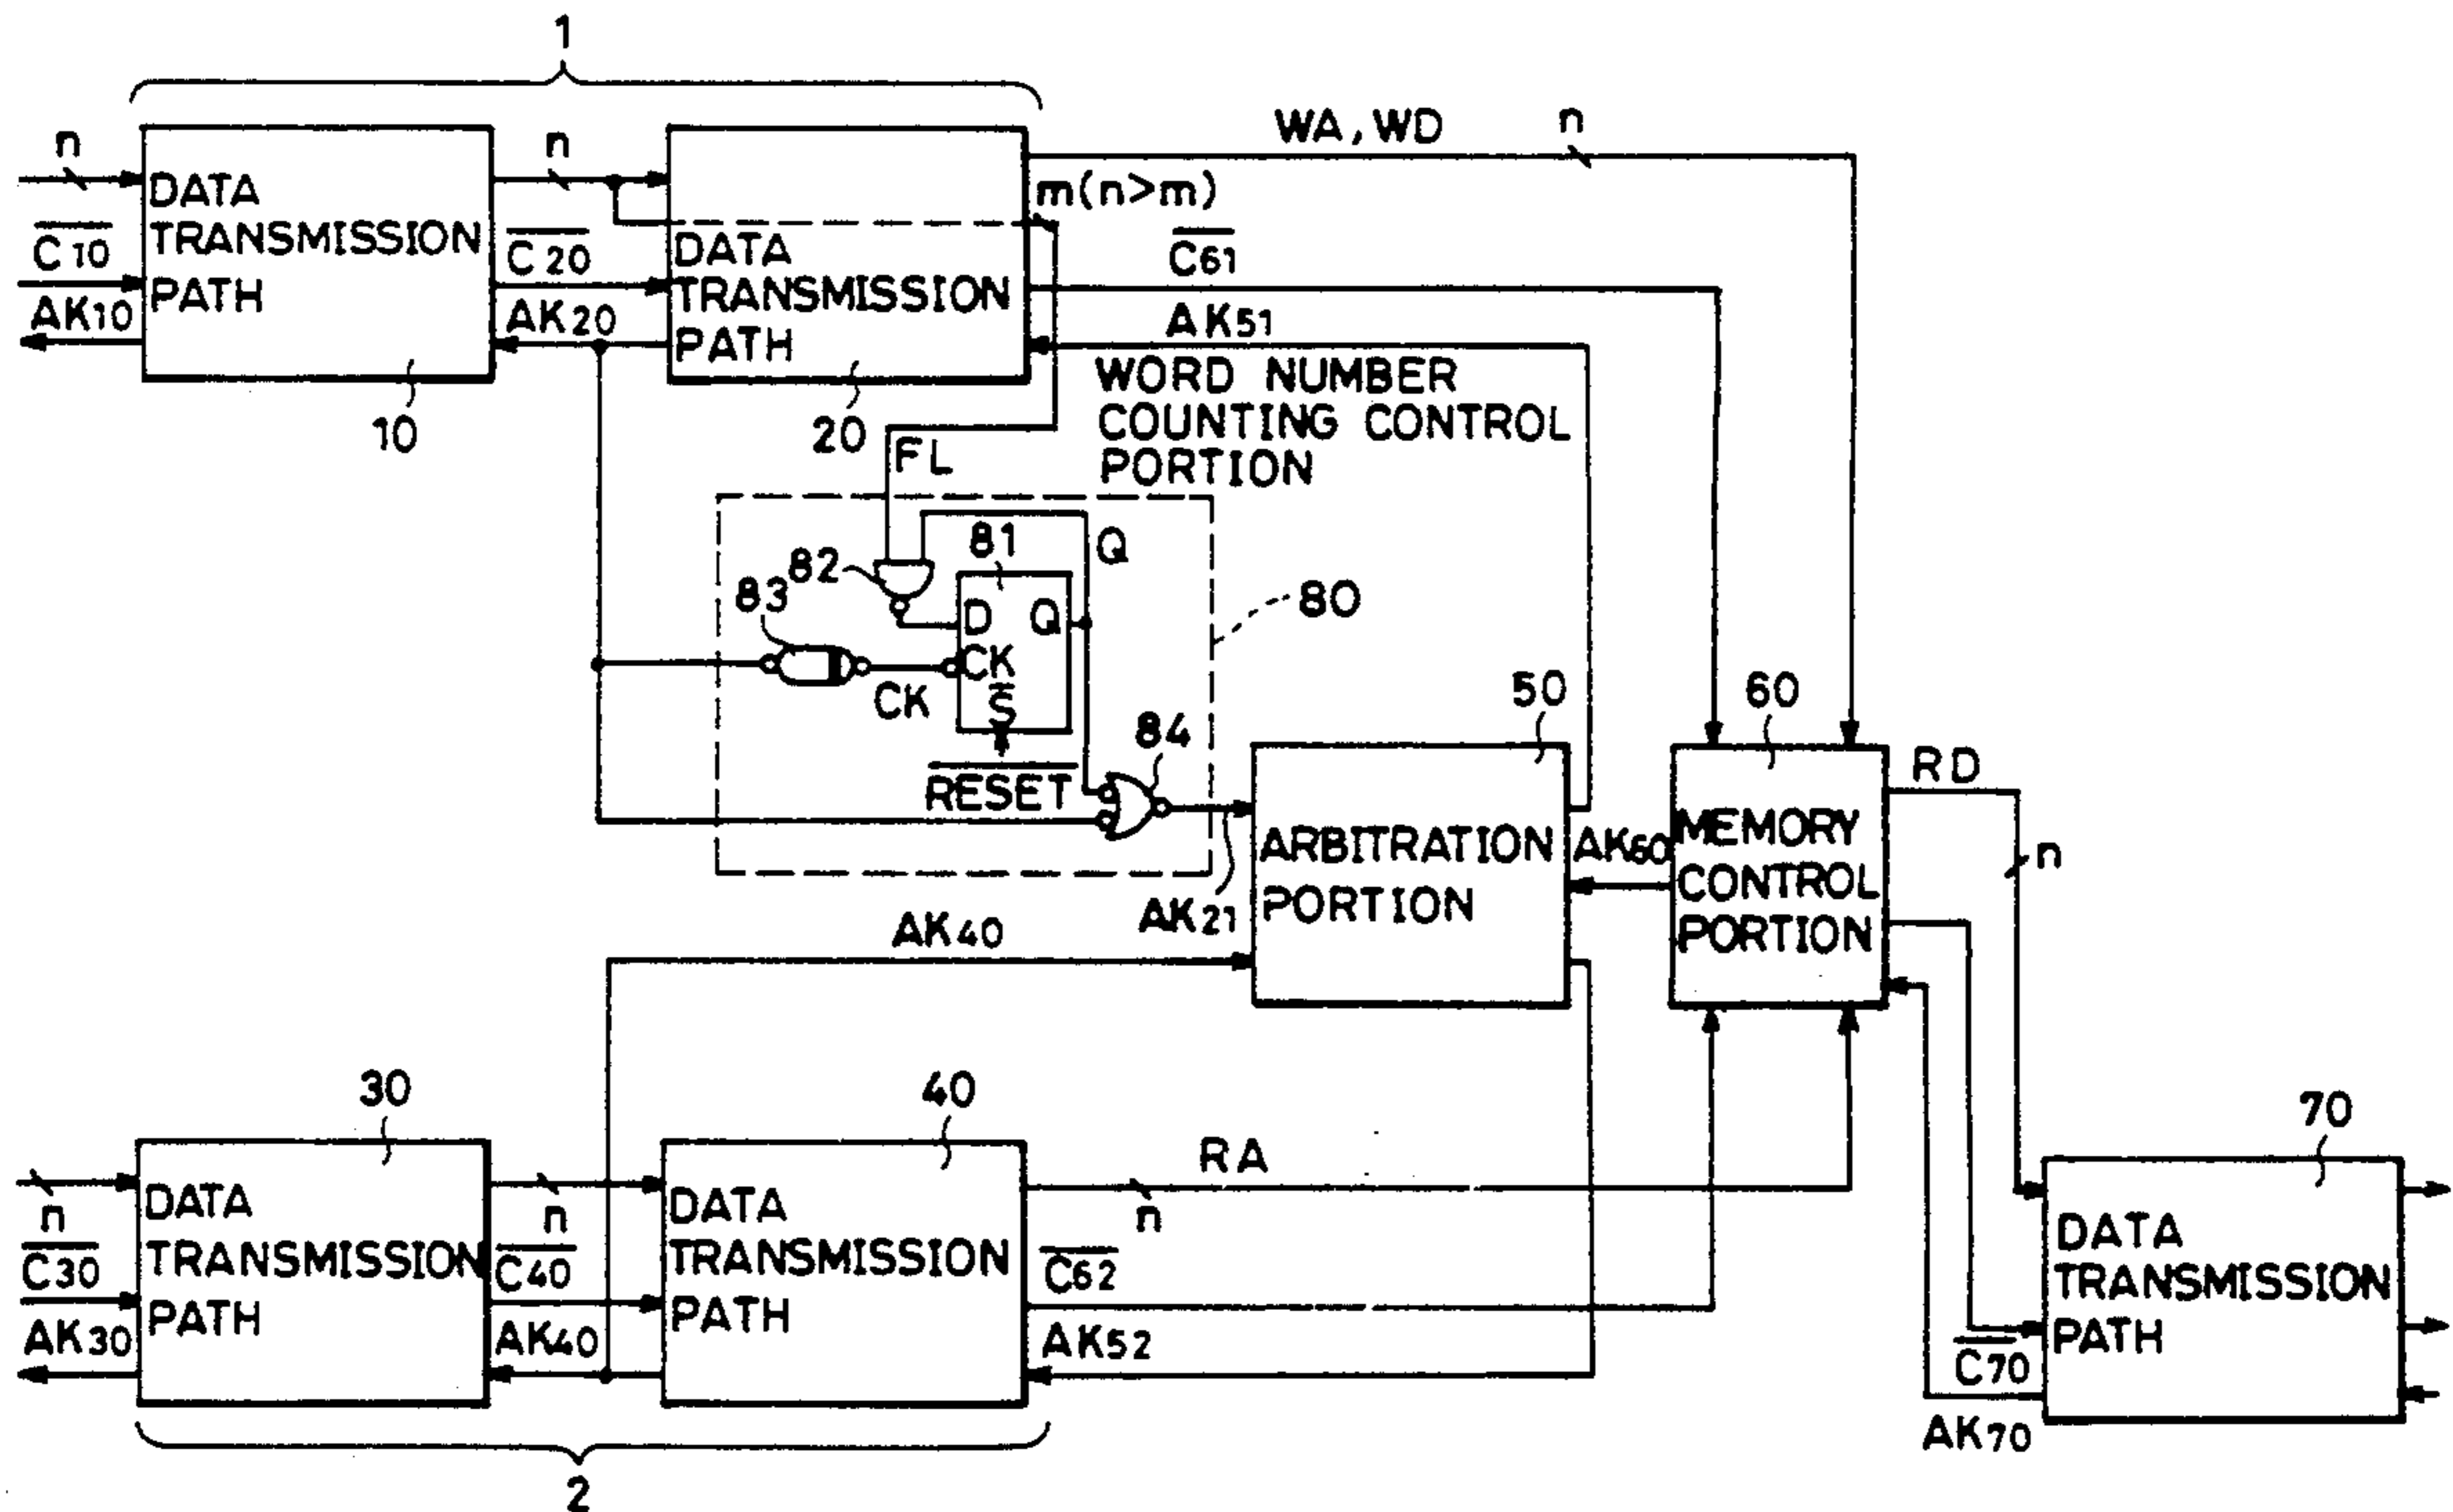 1
n
DATA
TRANSMISSION
PATH
C10
AK10
10
n
C20
AK20
DATA
TRANSMISSION
PATH
20
WA, WD
n
m(n>m)
C61
AK51
WORD NUMBER
COUNTING CONTROL
PORTION
FL
82
83
81
Q
D
Q
CK
S
CK
RESET
84
80
AK21
50
ARBITRATION
PORTION
AK60
60
MEMORY
CONTROL
PORTION
RD
n
AK40
30
n
C30
AK30
DATA
TRANSMISSION
PATH
n
C40
AK40
40
DATA
TRANSMISSION
PATH
RA
n
C62
AK52
70
DATA
TRANSMISSION
PATH
C70
AK70
2